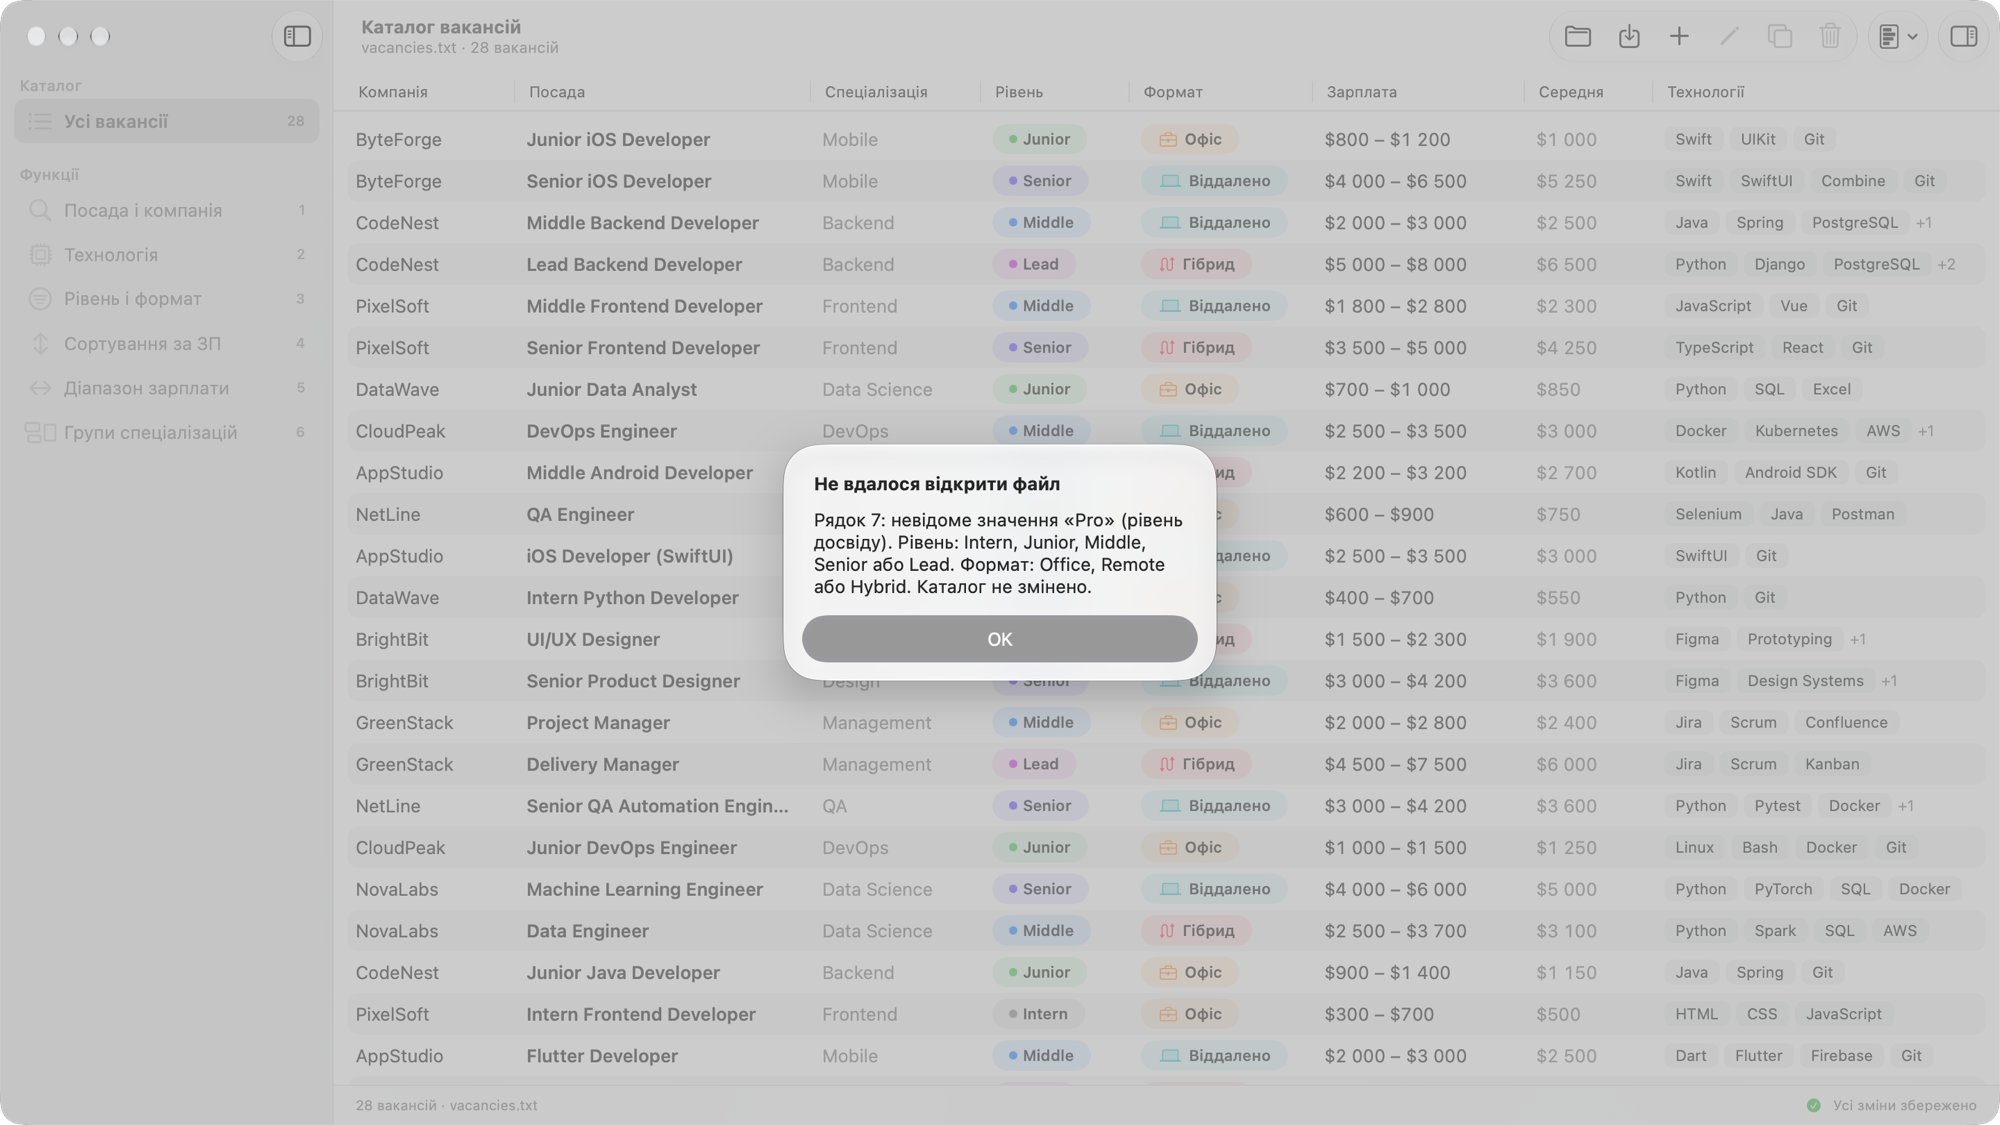 Каталог вакансій
vacancies.txt · 28 вакансій
Каталог
Усі вакансії 28
Функції
Посада і компанія 1
Технологія 2
Рівень і формат 3
Сортування за ЗП 4
Діапазон зарплати 5
Групи спеціалізацій 6
Компанія Посада Спеціалізація Рівень Формат Зарплата Середня Технології
ByteForge Junior iOS Developer Mobile Junior Офіс $800 – $1 200 $1 000 Swift UIKit Git
ByteForge Senior iOS Developer Mobile Senior Віддалено $4 000 – $6 500 $5 250 Swift SwiftUI Combine Git
CodeNest Middle Backend Developer Backend Middle Віддалено $2 000 – $3 000 $2 500 Java Spring PostgreSQL +1
CodeNest Lead Backend Developer Backend Lead Гібрид $5 000 – $8 000 $6 500 Python Django PostgreSQL +2
PixelSoft Middle Frontend Developer Frontend Middle Віддалено $1 800 – $2 800 $2 300 JavaScript Vue Git
PixelSoft Senior Frontend Developer Frontend Senior Гібрид $3 500 – $5 000 $4 250 TypeScript React Git
DataWave Junior Data Analyst Data Science Junior Офіс $700 – $1 000 $850 Python SQL Excel
CloudPeak DevOps Engineer DevOps Middle Віддалено $2 500 – $3 500 $3 000 Docker Kubernetes AWS +1
AppStudio Middle Android Developer $2 200 – $3 200 $2 700 Kotlin Android SDK Git
NetLine QA Engineer $600 – $900 $750 Selenium Java Postman
AppStudio iOS Developer (SwiftUI) $2 500 – $3 500 $3 000 SwiftUI Git
DataWave Intern Python Developer $400 – $700 $550 Python Git
BrightBit UI/UX Designer $1 500 – $2 300 $1 900 Figma Prototyping +1
BrightBit Senior Product Designer Design Senior Віддалено $3 000 – $4 200 $3 600 Figma Design Systems +1
GreenStack Project Manager Management Middle Офіс $2 000 – $2 800 $2 400 Jira Scrum Confluence
GreenStack Delivery Manager Management Lead Гібрид $4 500 – $7 500 $6 000 Jira Scrum Kanban
NetLine Senior QA Automation Engin... QA Senior Віддалено $3 000 – $4 200 $3 600 Python Pytest Docker +1
CloudPeak Junior DevOps Engineer DevOps Junior Офіс $1 000 – $1 500 $1 250 Linux Bash Docker Git
NovaLabs Machine Learning Engineer Data Science Senior Віддалено $4 000 – $6 000 $5 000 Python PyTorch SQL Docker
NovaLabs Data Engineer Data Science Middle Гібрид $2 500 – $3 700 $3 100 Python Spark SQL AWS
CodeNest Junior Java Developer Backend Junior Офіс $900 – $1 400 $1 150 Java Spring Git
PixelSoft Intern Frontend Developer Frontend Intern Офіс $300 – $700 $500 HTML CSS JavaScript
AppStudio Flutter Developer Mobile Middle Віддалено $2 000 – $3 000 $2 500 Dart Flutter Firebase Git
Не вдалося відкрити файл
Рядок 7: невідоме значення «Pro» (рівень
досвіду). Рівень: Intern, Junior, Middle,
Senior або Lead. Формат: Office, Remote
або Hybrid. Каталог не змінено.
OK
28 вакансій · vacancies.txt
Усі зміни збережено